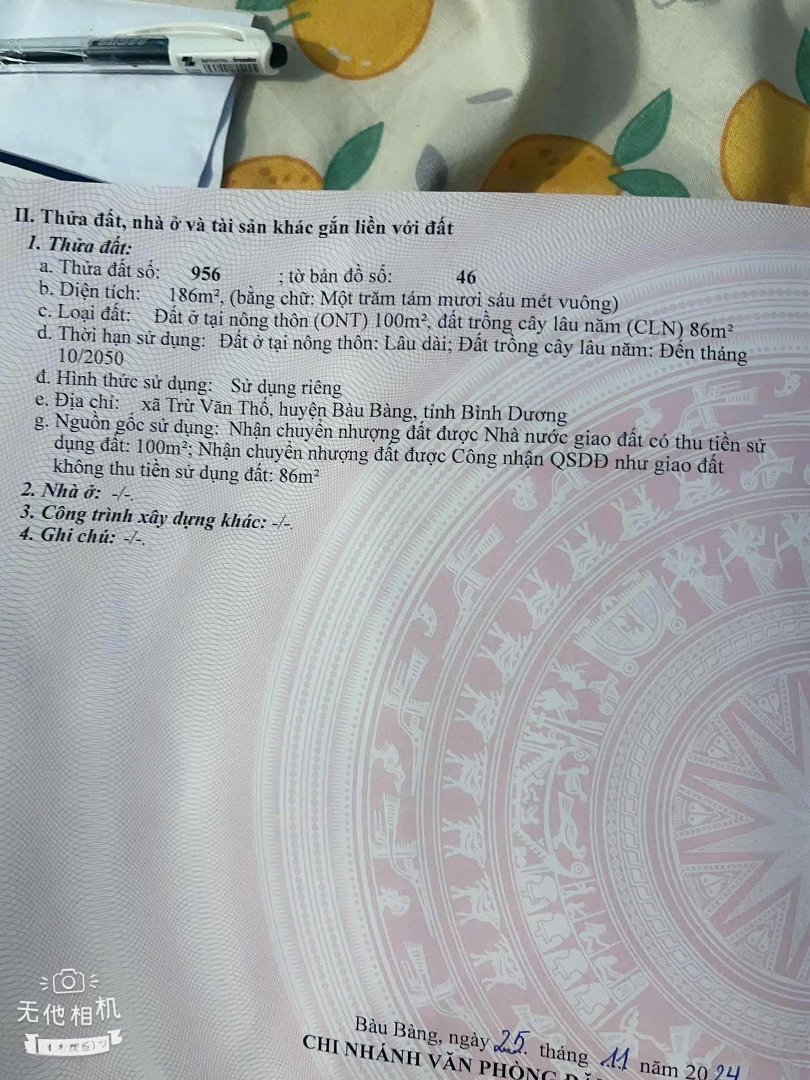 II. Thửa đất, nhà ở và tài sản khác gắn liền với đất
1. Thửa đất:
a. Thửa đất số: 956 ; tờ bản đồ số: 46
b. Diện tích: 186m², (bằng chữ: Một trăm tám mươi sáu mét vuông)
c. Loại đất: Đất ở tại nông thôn (ONT) 100m², đất trồng cây lâu năm (CLN) 86m²
d. Thời hạn sử dụng: Đất ở tại nông thôn: Lâu dài; Đất trồng cây lâu năm: Đến tháng
10/2050
đ. Hình thức sử dụng: Sử dụng riêng
e. Địa chỉ: xã Trừ Văn Thố, huyện Bàu Bàng, tỉnh Bình Dương
g. Nguồn gốc sử dụng: Nhận chuyển nhượng đất được Nhà nước giao đất có thu tiền sử
dụng đất: 100m²; Nhận chuyển nhượng đất được Công nhận QSDĐ như giao đất
không thu tiền sử dụng đất: 86m²
2. Nhà ở: -/-.
3. Công trình xây dựng khác: -/-.
4. Ghi chú: -/-.
无他相机
Bàu Bàng, ngày 25. tháng 11 năm 2024
CHI NHÁNH VĂN PHÒNG